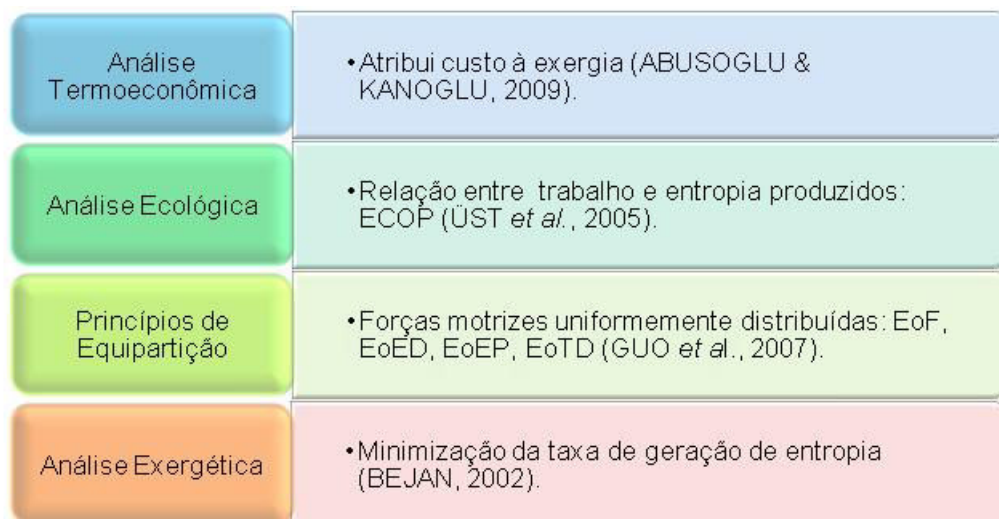 Análise
Termoeconômica
•Atribui custo à exergia (ABUSOGLU &
KANOGLU, 2009).
Análise Ecológica
•Relação entre trabalho e entropia produzidos:
ECOP (ÜST et al., 2005).
Princípios de
Equipartição
•Forças motrizes uniformemente distribuídas: EoF,
EoED, EoEP, EoTD (GUO et al., 2007).
Análise Exergética
•Minimização da taxa de geração de entropia
(BEJAN, 2002).